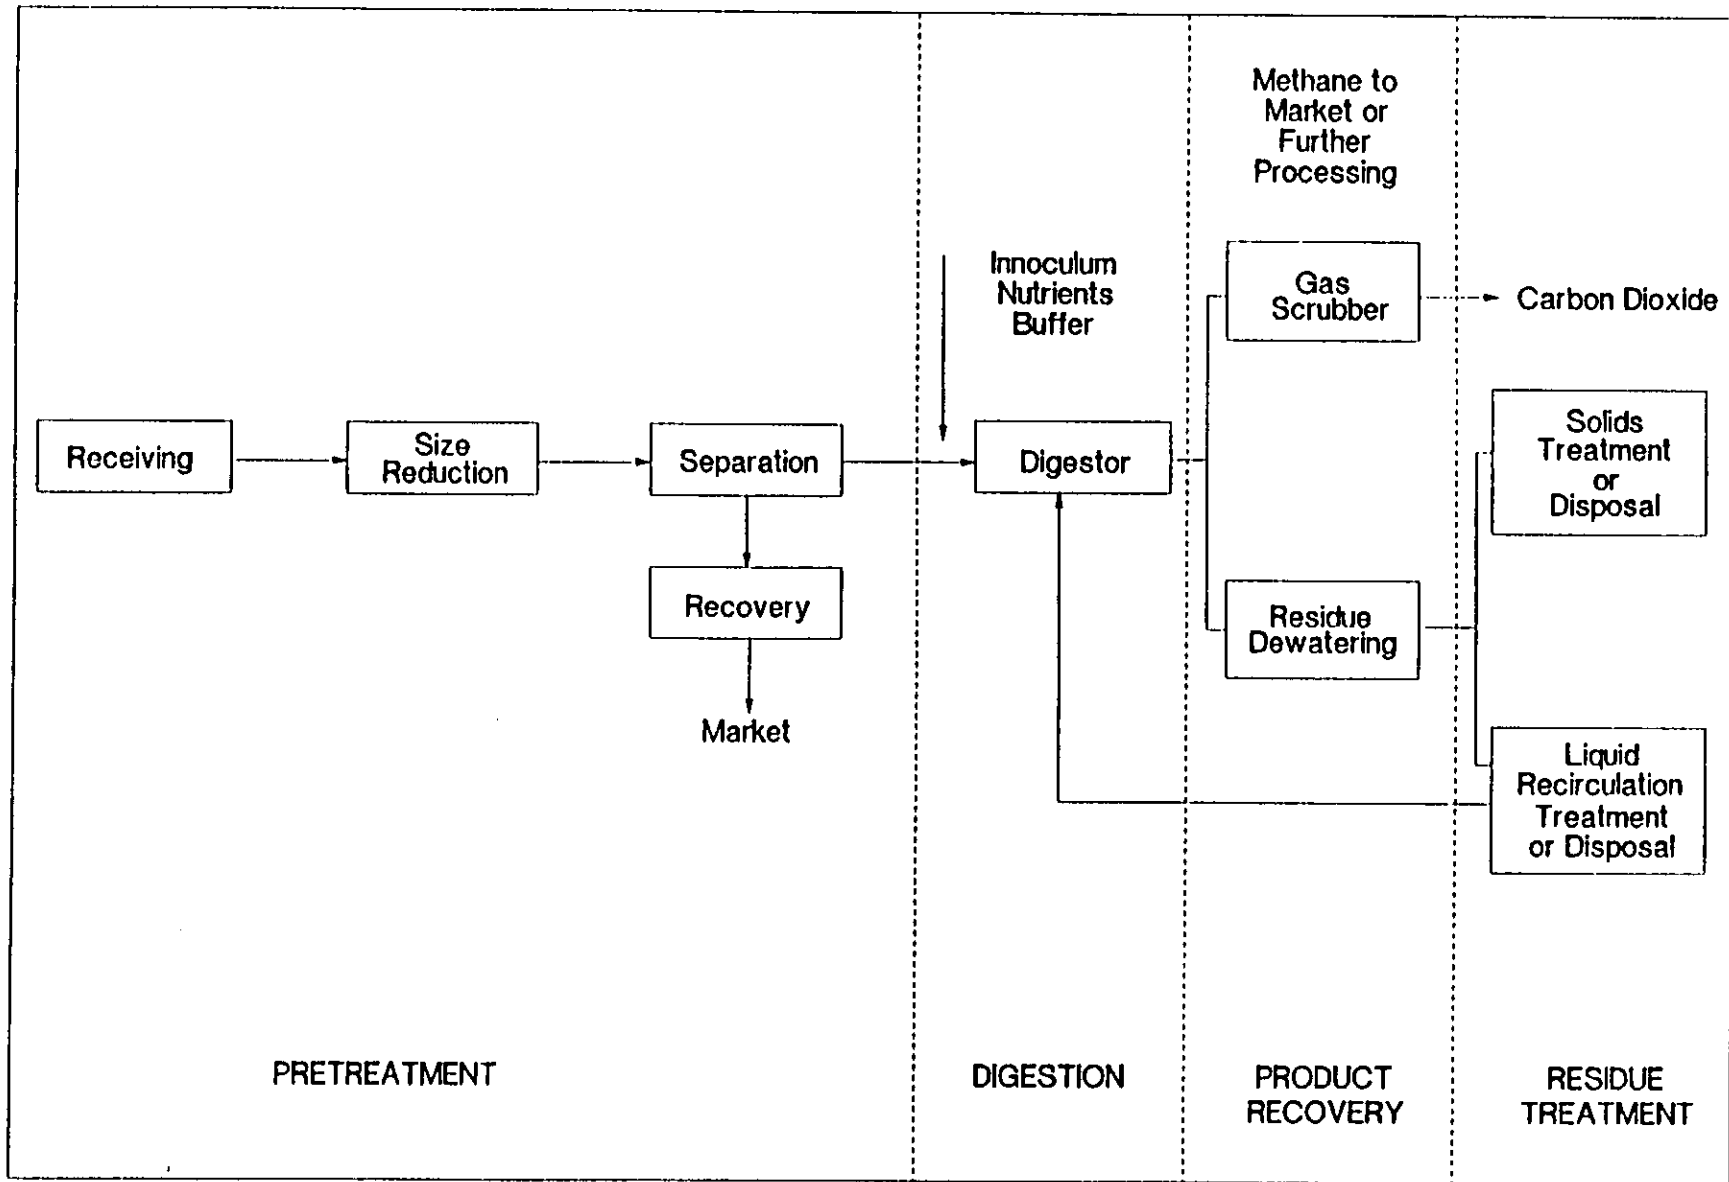 Methane to
Market or
Further
Processing
Innoculum
Nutrients
Buffer
Gas
Scrubber
Carbon Dioxide
Receiving
Size
Reduction
Separation
Digestor
Solids
Treatment
or
Disposal
Recovery
Residue
Dewatering
Market
Liquid
Recirculation
Treatment
or Disposal
PRETREATMENT
DIGESTION
PRODUCT
RECOVERY
RESIDUE
TREATMENT